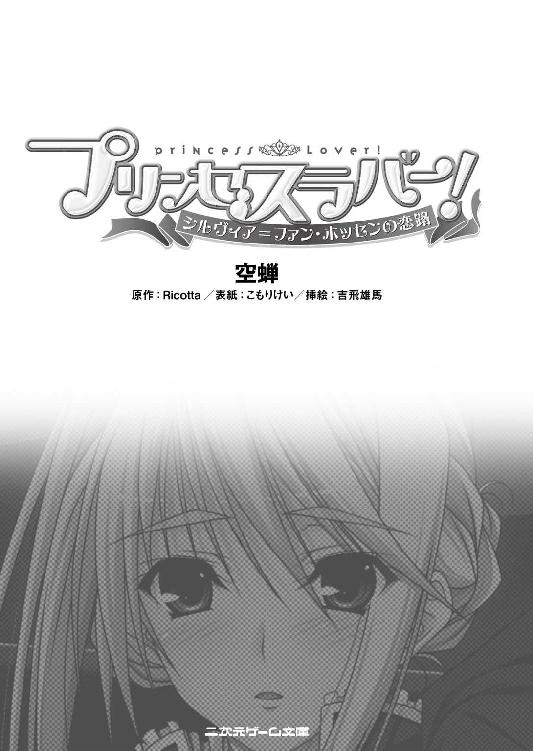 PRINCESS LOVER!
プリンセスラバー!
シルヴィア=ファン・ホッセンの恋路
空蝉
原作:Ricotta/表紙:こもりけい/挿絵:吉飛雄馬
二次元ゲーム文庫